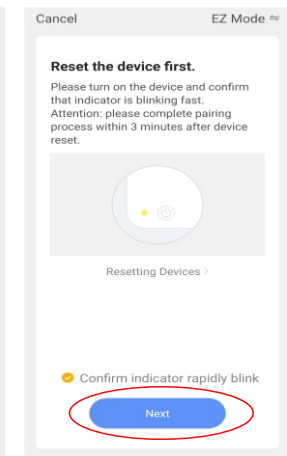 Cancel
EZ Mode
Reset the device first.
Please turn on the device and confirm
that indicator is blinking fast.
Attention: please complete pairing
process within 3 minutes after device
reset.
Resetting Devices >
Confirm indicator rapidly blink
Next